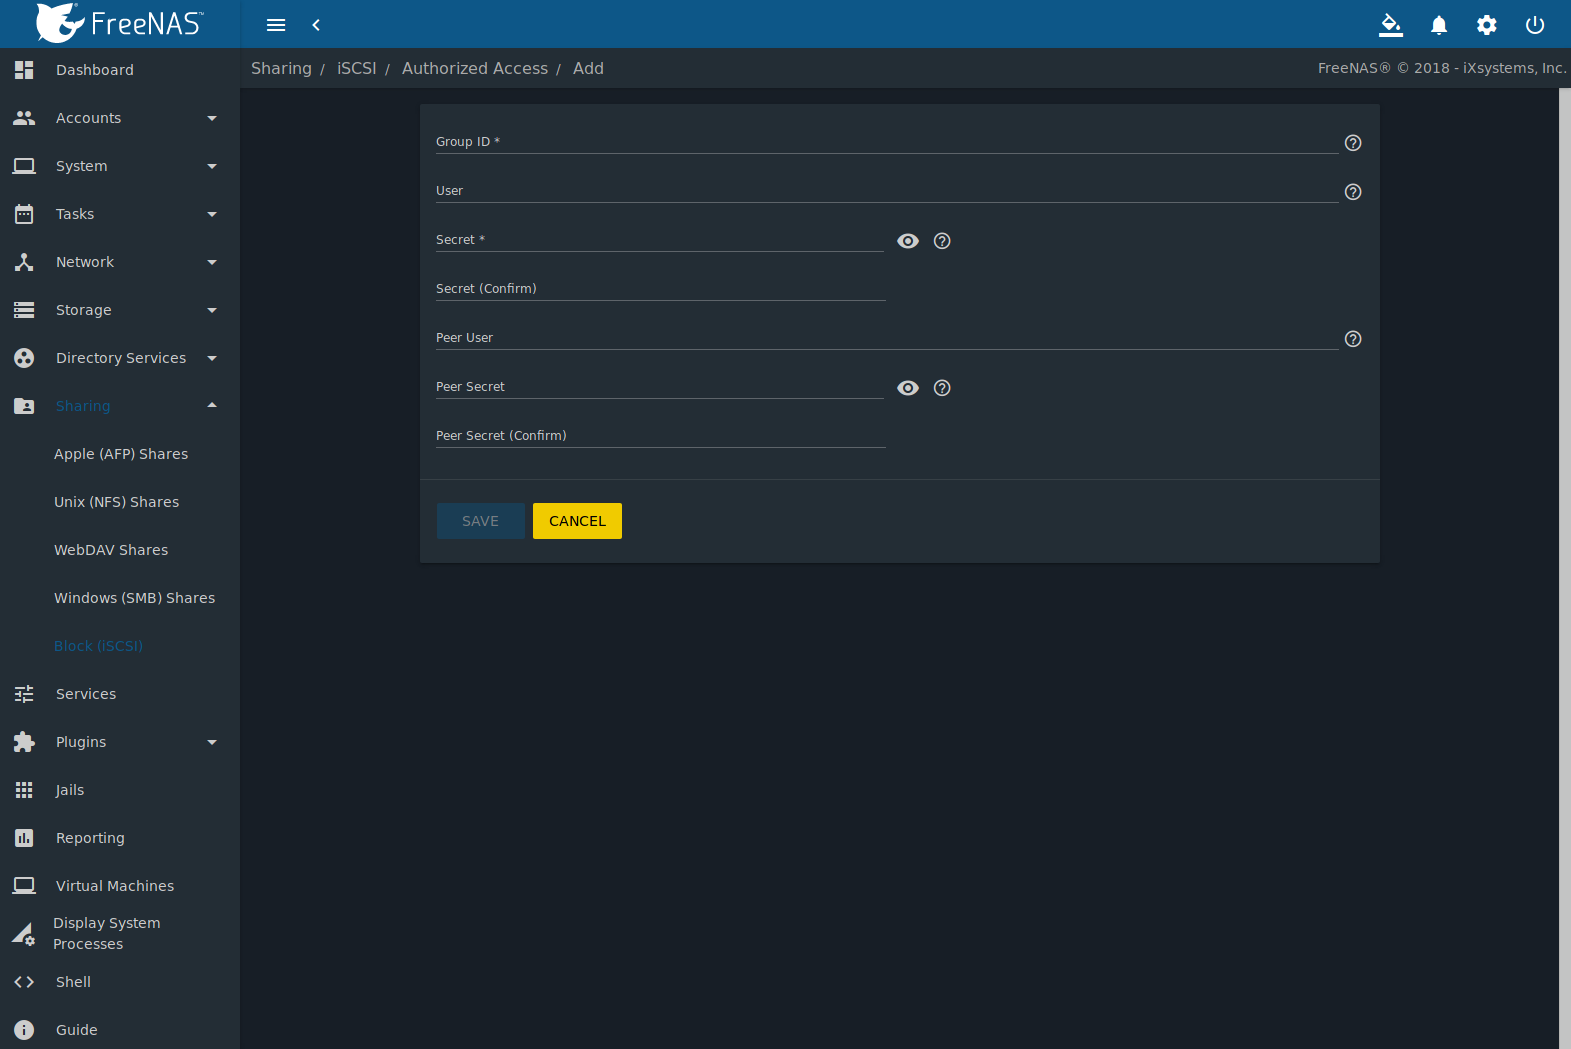 FreeNAS™
Sharing / iSCSI / Authorized Access / Add
FreeNAS® © 2018 - iXsystems, Inc.
Dashboard
Accounts
System
Tasks
Network
Storage
Directory Services
Sharing
Apple (AFP) Shares
Unix (NFS) Shares
WebDAV Shares
Windows (SMB) Shares
Block (iSCSI)
Services
Plugins
Jails
Reporting
Virtual Machines
Display System
Processes
Shell
Guide
Group ID *
User
Secret *
Secret (Confirm)
Peer User
Peer Secret
Peer Secret (Confirm)
SAVE CANCEL